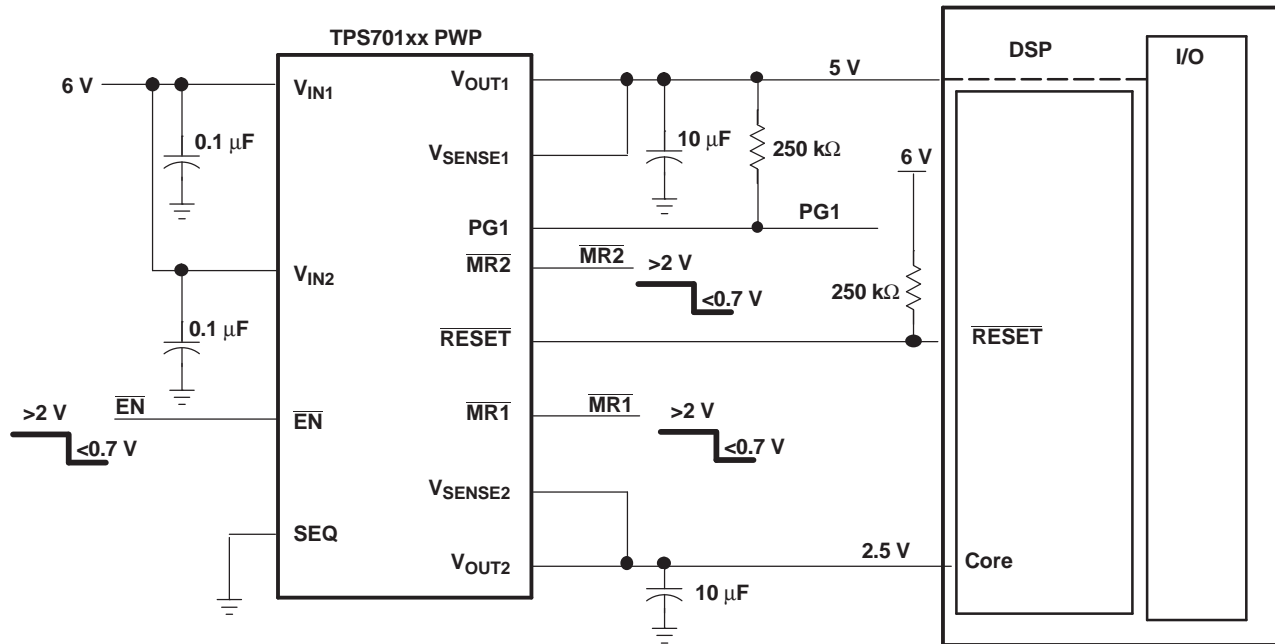 TPS701xx PWP
DSP
I/O
6 V
VIN1
VOUT1
5 V
0.1 μF
VSENSE1
10 μF
250 kΩ
6 V
PG1
PG1
MR2
MR2
>2 V
<0.7 V
VIN2
250 kΩ
0.1 μF
RESET
RESET
>2 V
EN
<0.7 V
EN
MR1
MR1
>2 V
<0.7 V
VSENSE2
SEQ
VOUT2
2.5 V
Core
10 μF